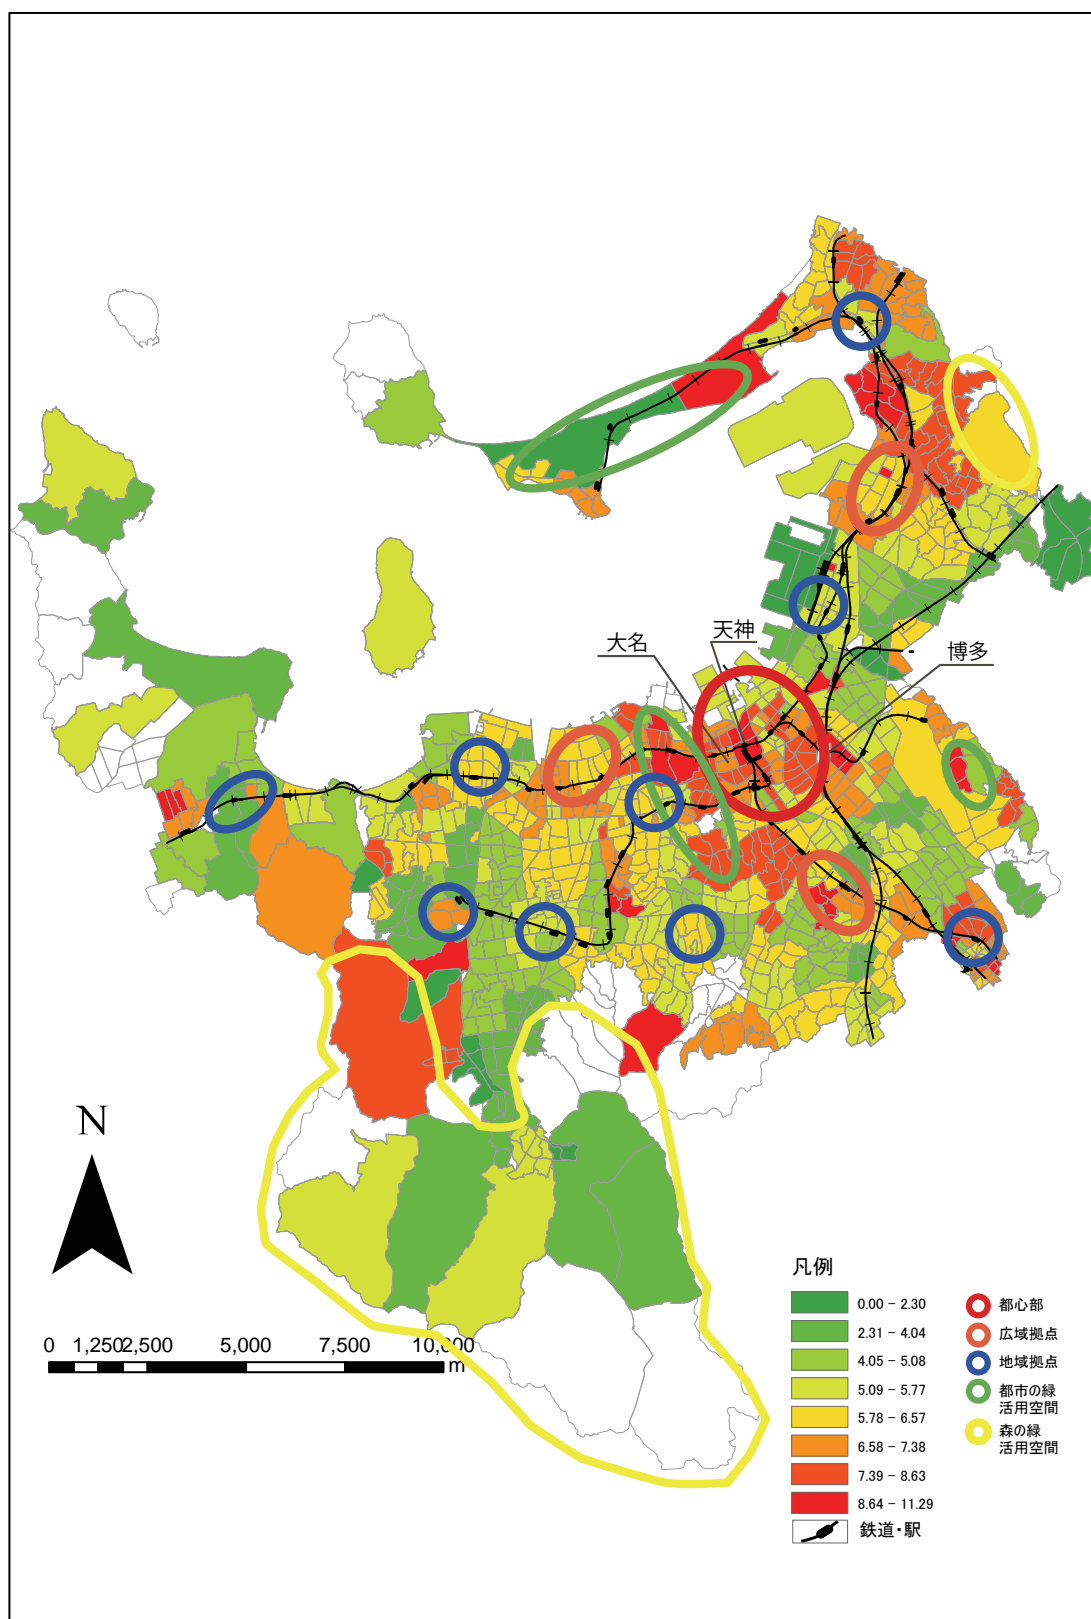 天神
大名
博多
N
0 1,250 2,500 5,000 7,500 10,000
m
凡例
0.00 - 2.30
2.31 - 4.04
4.05 - 5.08
5.09 - 5.77
5.78 - 6.57
6.58 - 7.38
7.39 - 8.63
8.64 - 11.29
鉄道・駅
都心部
広域拠点
地域拠点
都市の緑
活用空間
森の緑
活用空間